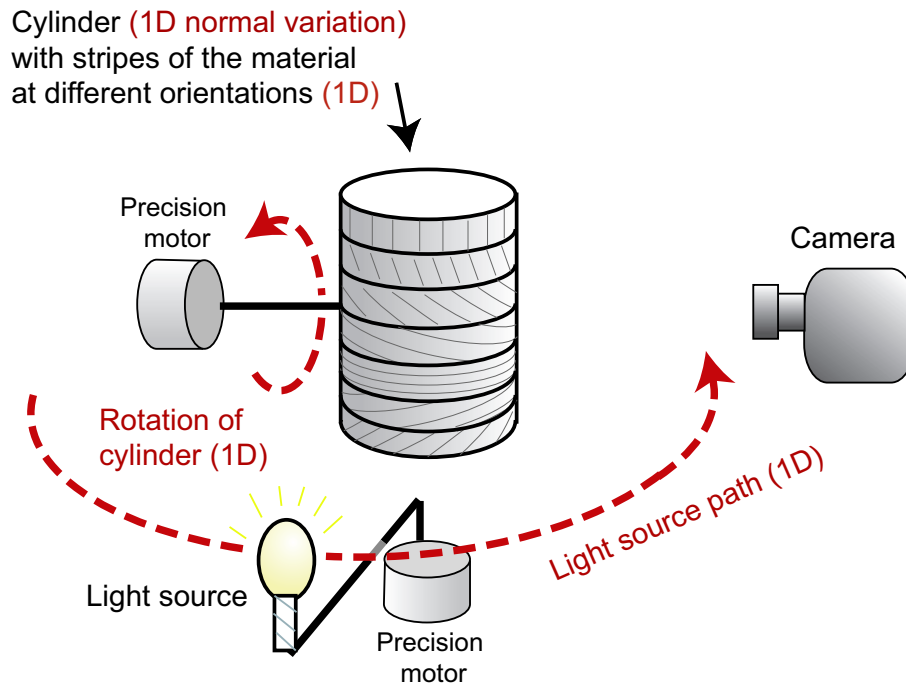 Cylinder (1D normal variation)
with stripes of the material
at different orientations (1D)
Precision
motor
Camera
Rotation of
cylinder (1D)
Light source path (1D)
Light source
Precision
motor